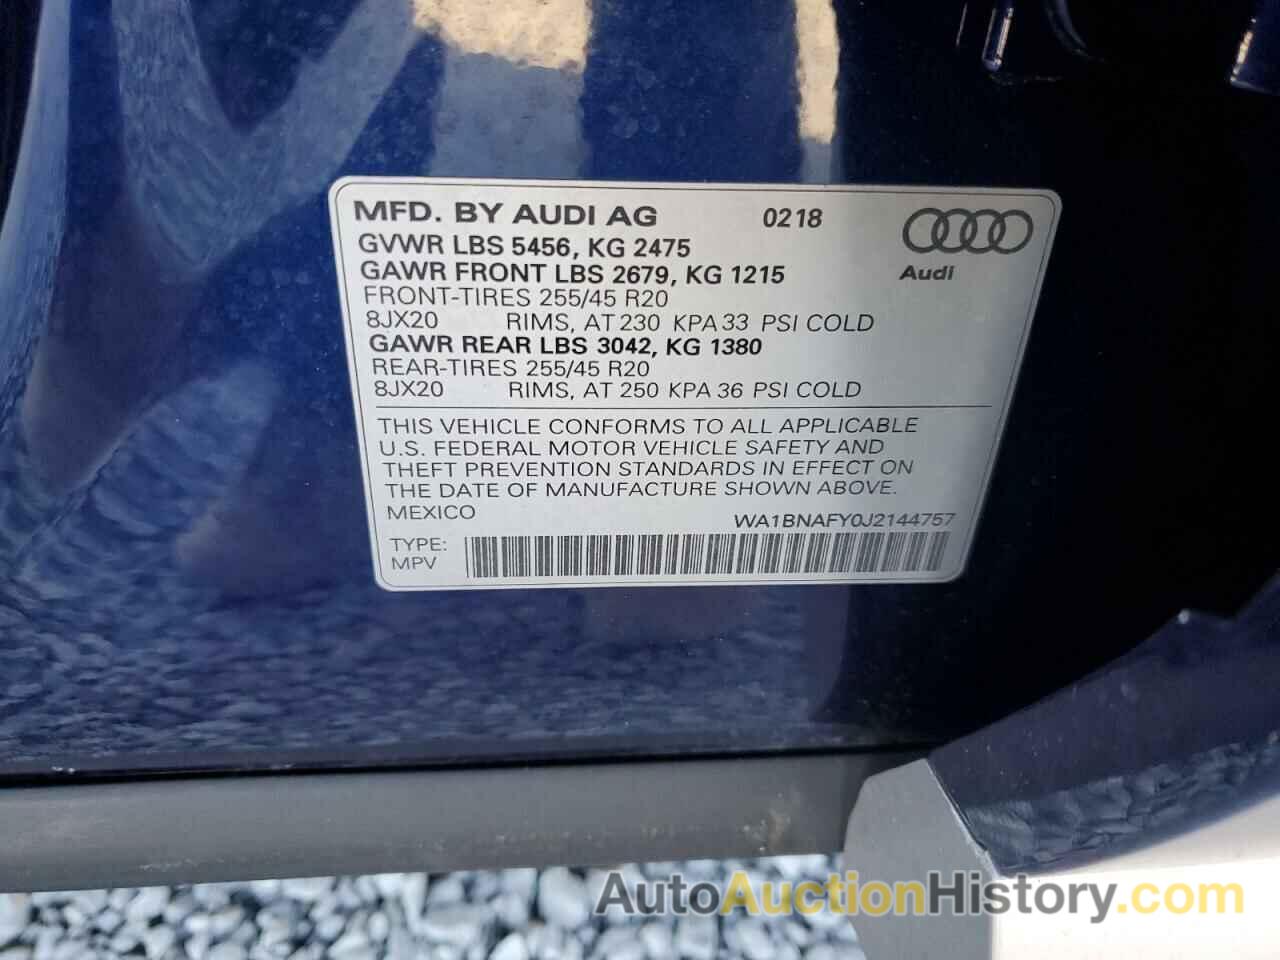 MFD. BY AUDI AG 0218
GVWR LBS 5456, KG 2475
GAWR FRONT LBS 2679, KG 1215
Audi
FRONT-TIRES 255/45 R20
8JX20 RIMS, AT 230 KPA 33 PSI COLD
GAWR REAR LBS 3042, KG 1380
REAR-TIRES 255/45 R20
8JX20 RIMS, AT 250 KPA 36 PSI COLD
THIS VEHICLE CONFORMS TO ALL APPLICABLE
U.S. FEDERAL MOTOR VEHICLE SAFETY AND
THEFT PREVENTION STANDARDS IN EFFECT ON
THE DATE OF MANUFACTURE SHOWN ABOVE.
MEXICO WA1BNAFY0J2144757
TYPE:
MPV
AutoAuctionHistory.com